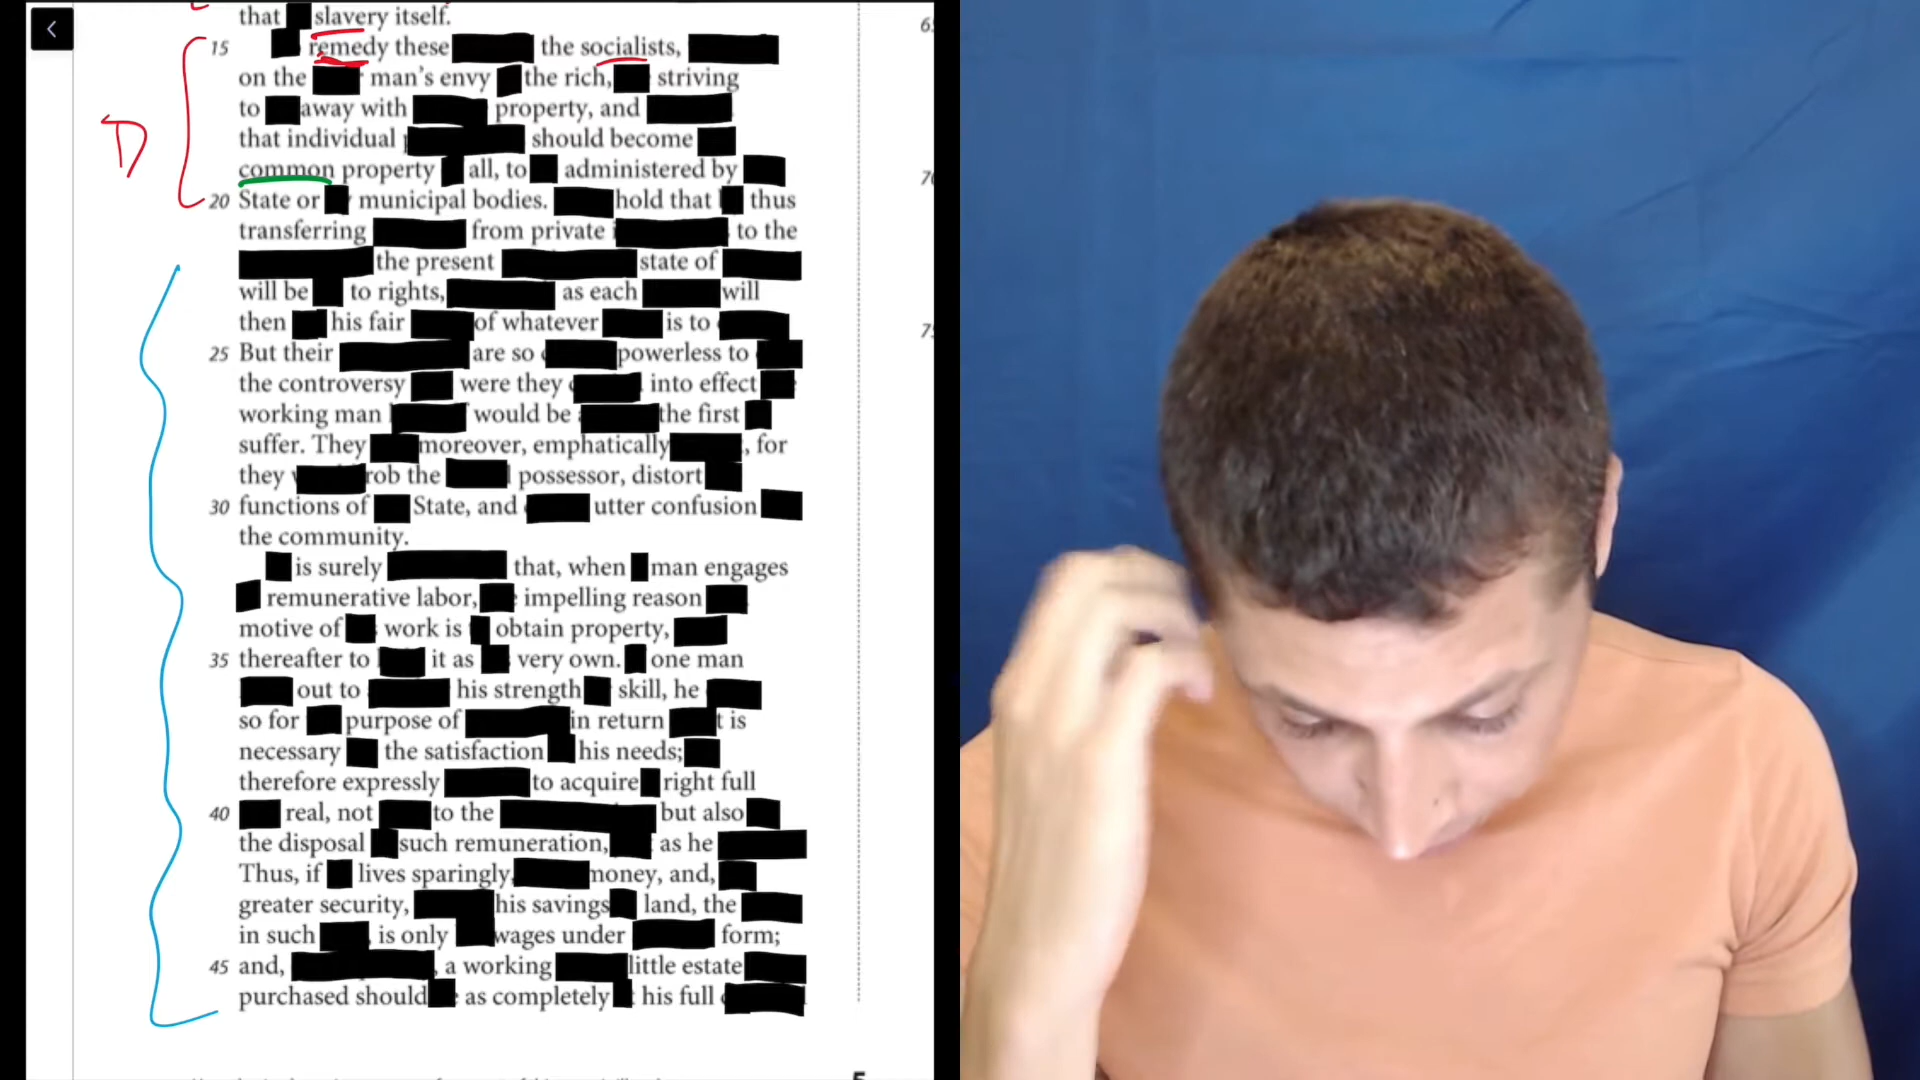 that slavery itself.
15 remedy these the socialists,
on the man's envy the rich, striving
to away with property, and
that individual should become
D
common property all, to administered by
20 State or municipal bodies. hold that thus
transferring from private to the
the present state of
will be to rights, as each will
then his fair of whatever is to
25 But their are so powerless to
the controversy were they into effect
working man would be the first
suffer. They moreover, emphatically, for
they rob the possessor, distort
30 functions of State, and utter confusion
the community.
is surely that, when man engages
remunerative labor, impelling reason
motive of work is obtain property,
35 thereafter to it as very own. one man
out to his strength skill, he
so for purpose of in return is
necessary the satisfaction his needs;
therefore expressly to acquire right full
40 real, not to the but also
the disposal such remuneration, as he
Thus, if lives sparingly, money, and,
greater security, his savings land, the
in such, is only wages under form;
45 and, , a working little estate
purchased should as completely his full